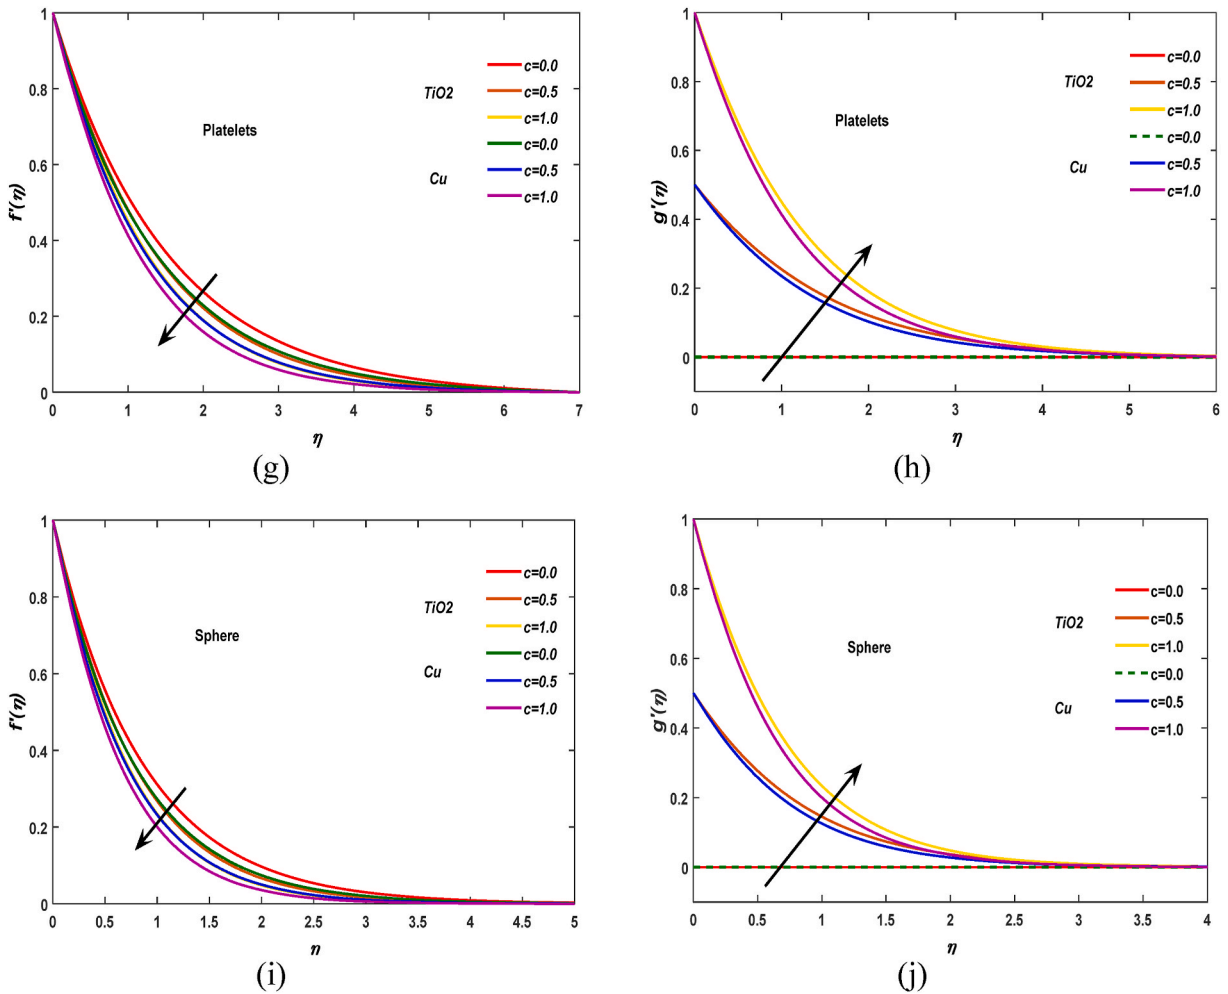 1
0.8
0.6
0.4
0.2
0
0 1 2 3 4 5 6 7
f'(η)
η
Platelets
TiO2
Cu
c=0.0
c=0.5
c=1.0
c=0.0
c=0.5
c=1.0
(g)
1
0.8
0.6
0.4
0.2
0
0 1 2 3 4 5 6
g'(η)
η
Platelets
TiO2
Cu
c=0.0
c=0.5
c=1.0
c=0.0
c=0.5
c=1.0
(h)
1
0.8
0.6
0.4
0.2
0
0 0.5 1 1.5 2 2.5 3 3.5 4 4.5 5
f'(η)
η
Sphere
TiO2
Cu
c=0.0
c=0.5
c=1.0
c=0.0
c=0.5
c=1.0
(i)
1
0.8
0.6
0.4
0.2
0
0 0.5 1 1.5 2 2.5 3 3.5 4
g'(η)
η
Sphere
TiO2
Cu
c=0.0
c=0.5
c=1.0
c=0.0
c=0.5
c=1.0
(j)